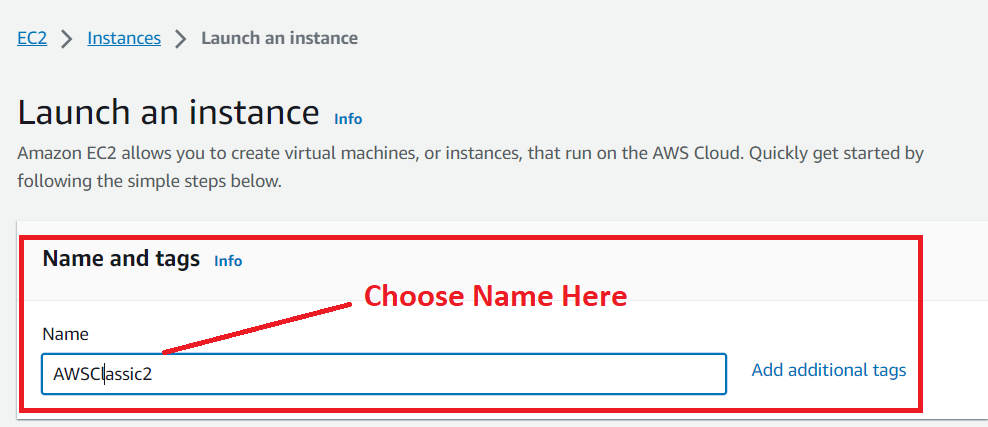 EC2 > Instances > Launch an instance
Launch an instance Info
Amazon EC2 allows you to create virtual machines, or instances, that run on the AWS Cloud. Quickly get started by
following the simple steps below.
Name and tags Info
Choose Name Here
Name
AWSClassic2
Add additional tags